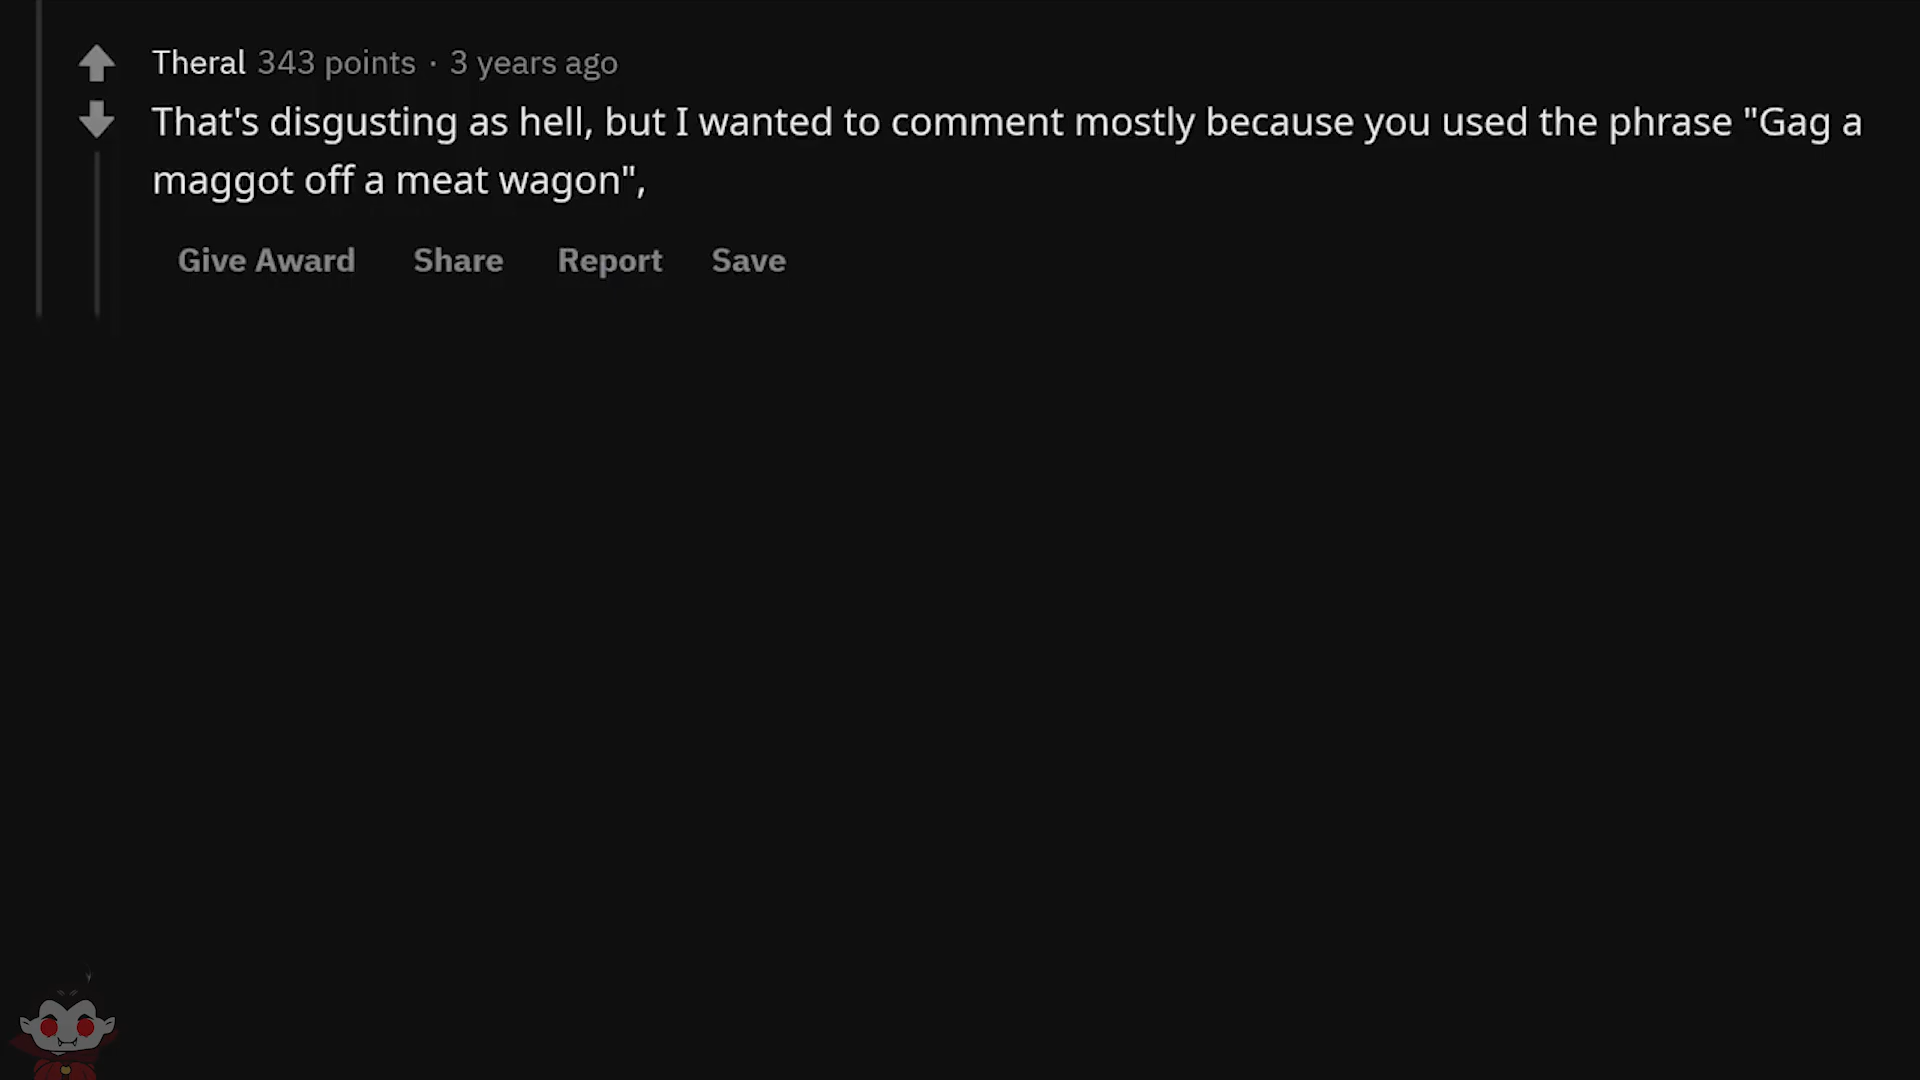 Theral 343 points · 3 years ago
That's disgusting as hell, but I wanted to comment mostly because you used the phrase "Gag a
maggot off a meat wagon",
Give Award Share Report Save